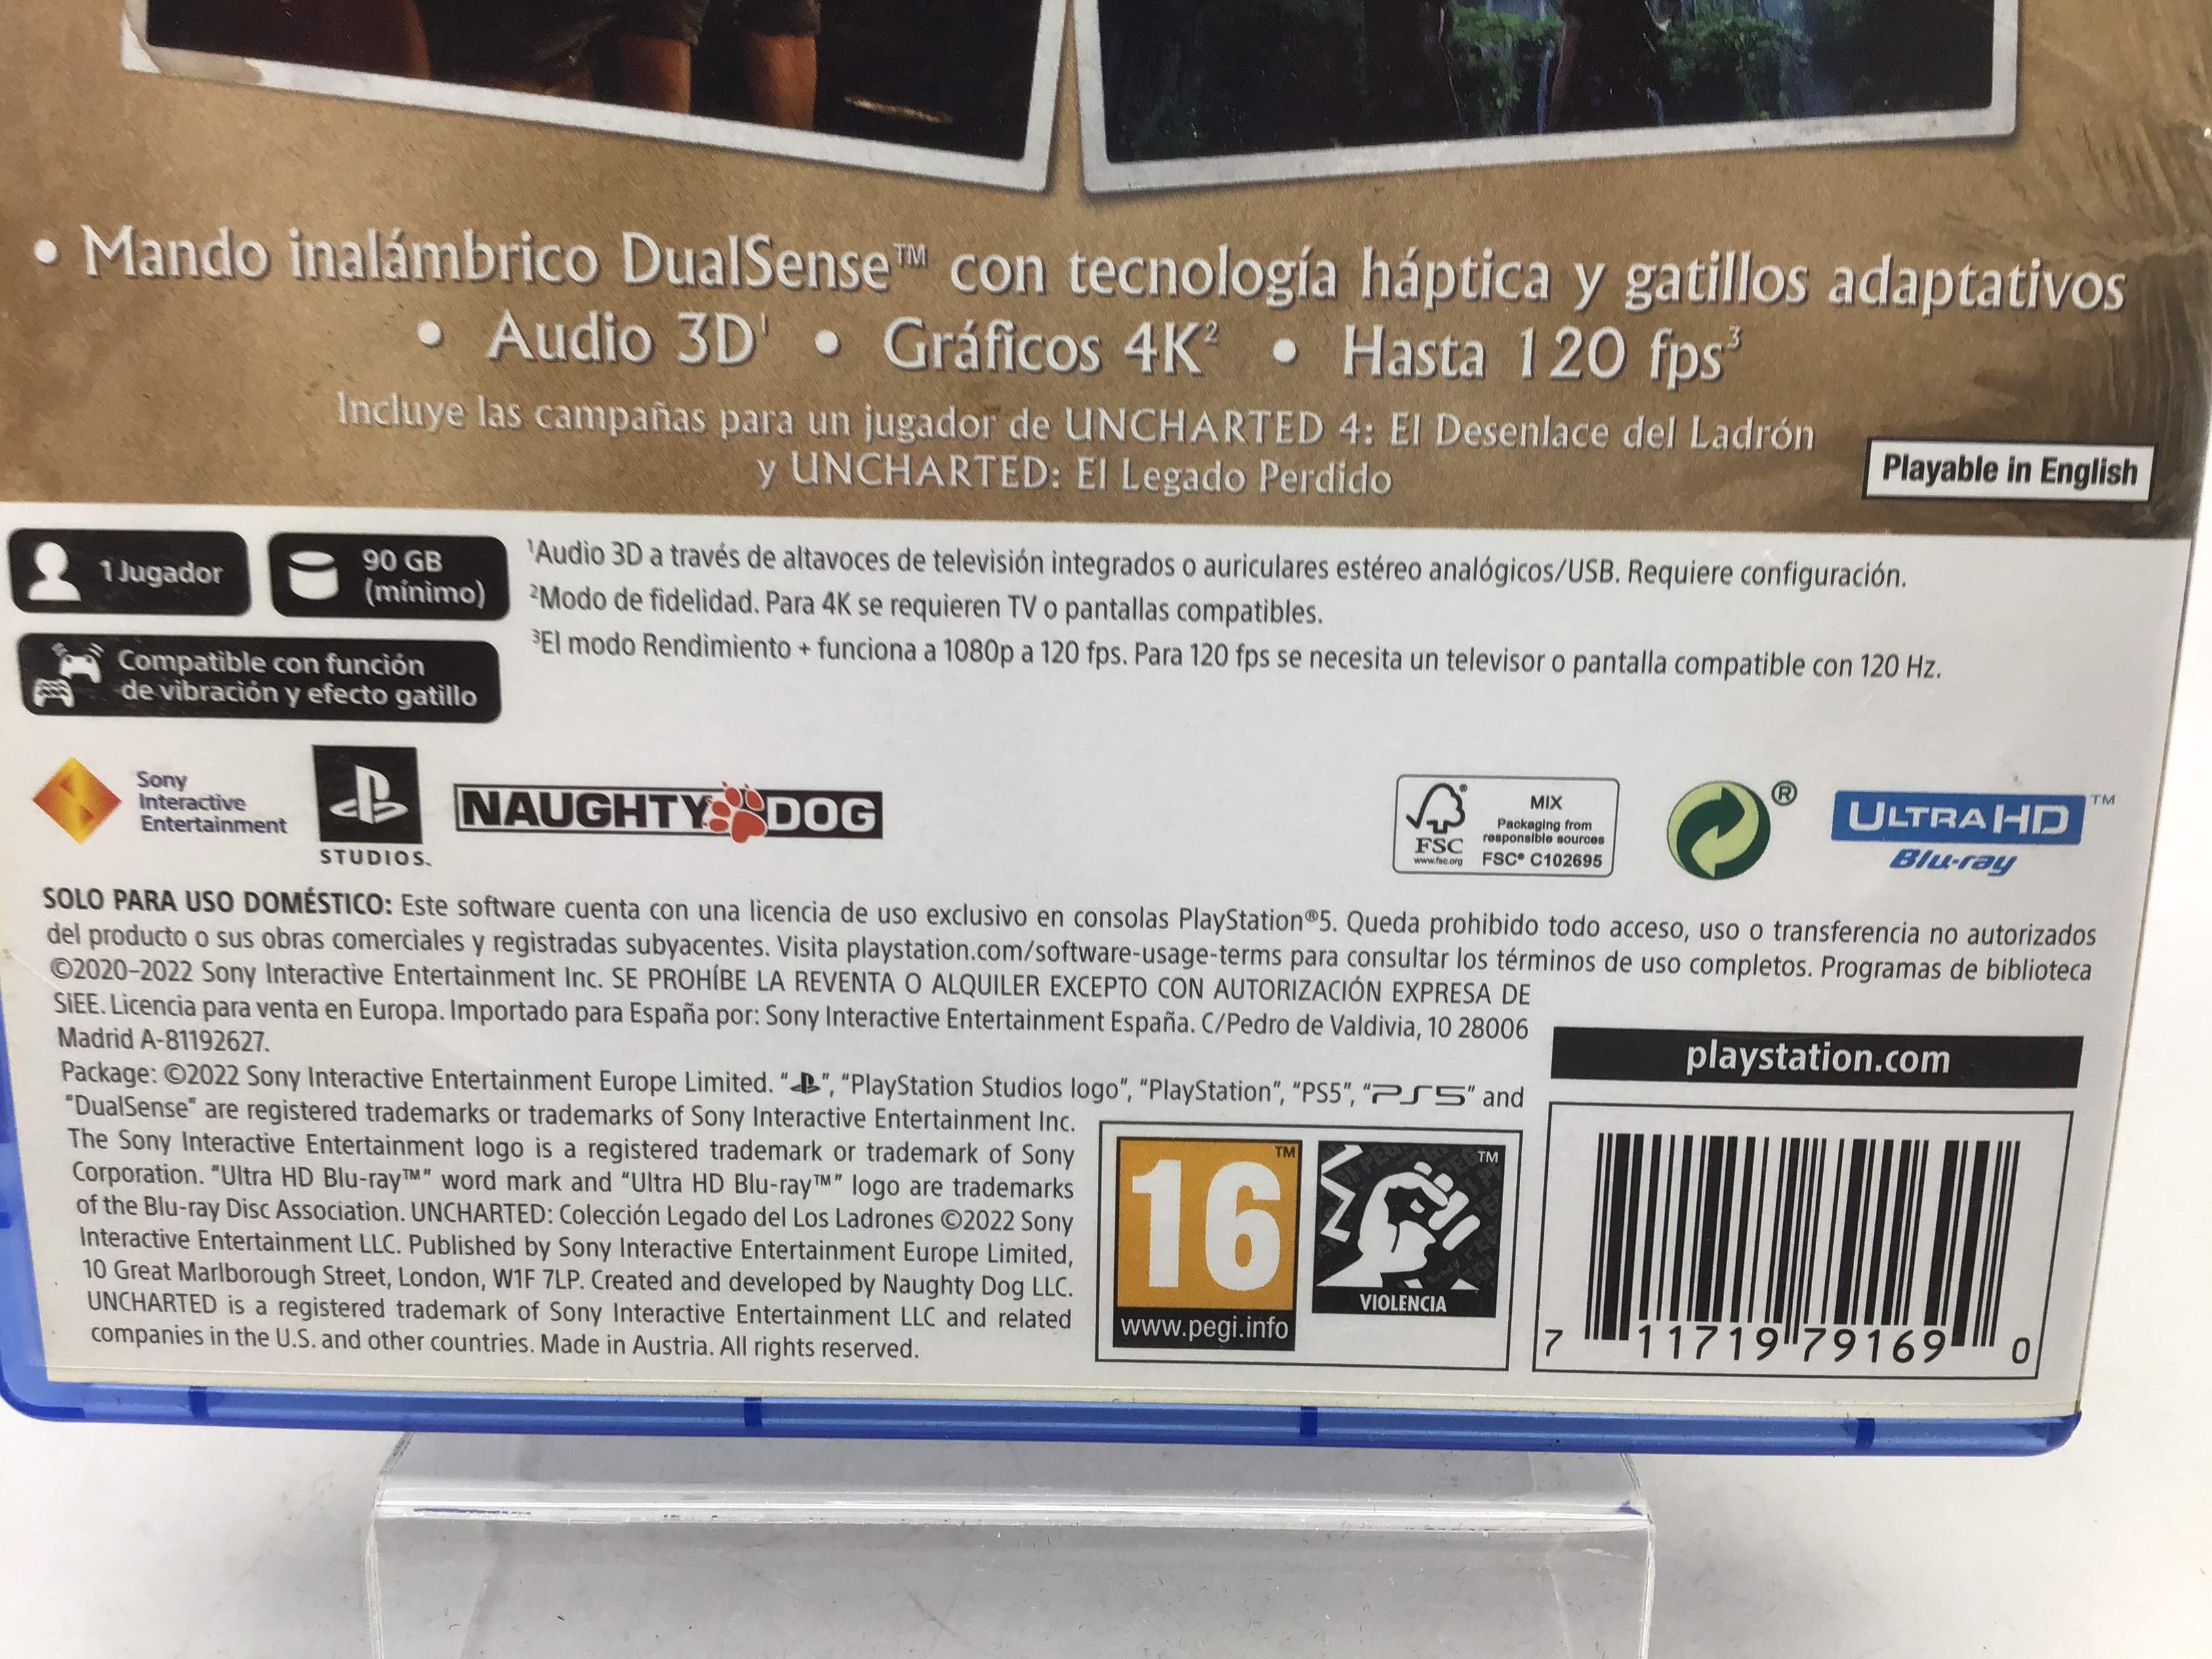 • Mando inalámbrico DualSense™ con tecnología háptica y gatillos adaptativos
• Audio 3D¹ • Gráficos 4K² • Hasta 120 fps³
Incluye las campañas para un jugador de UNCHARTED 4: El Desenlace del Ladrón
y UNCHARTED: El Legado Perdido
Playable in English
1 Jugador
90 GB
(mínimo)
Compatible con función
de vibración y efecto gatillo
¹Audio 3D a través de altavoces de televisión integrados o auriculares estéreo analógicos/USB. Requiere configuración.
²Modo de fidelidad. Para 4K se requieren TV o pantallas compatibles.
³El modo Rendimiento + funciona a 1080p a 120 fps. Para 120 fps se necesita un televisor o pantalla compatible con 120 Hz.
Sony
Interactive
Entertainment
STUDIOS.
NAUGHTY DOG
FSC
www.fsc.org
MIX
Packaging from
responsible sources
FSC® C102695
®
ULTRA HD™
Blu-ray
SOLO PARA USO DOMÉSTICO: Este software cuenta con una licencia de uso exclusivo en consolas PlayStation®5. Queda prohibido todo acceso, uso o transferencia no autorizados
del producto o sus obras comerciales y registradas subyacentes. Visita playstation.com/software-usage-terms para consultar los términos de uso completos. Programas de biblioteca
©2020–2022 Sony Interactive Entertainment Inc. SE PROHÍBE LA REVENTA O ALQUILER EXCEPTO CON AUTORIZACIÓN EXPRESA DE
SIEE. Licencia para venta en Europa. Importado para España por: Sony Interactive Entertainment España. C/Pedro de Valdivia, 10 28006
Madrid A-81192627.
Package: ©2022 Sony Interactive Entertainment Europe Limited. “ ”, “PlayStation Studios logo”, “PlayStation”, “PS5”, “PS5” and
“DualSense” are registered trademarks or trademarks of Sony Interactive Entertainment Inc.
The Sony Interactive Entertainment logo is a registered trademark or trademark of Sony
Corporation. “Ultra HD Blu-ray™” word mark and “Ultra HD Blu-ray™” logo are trademarks
of the Blu-ray Disc Association. UNCHARTED: Colección Legado del Los Ladrones ©2022 Sony
Interactive Entertainment LLC. Published by Sony Interactive Entertainment Europe Limited,
10 Great Marlborough Street, London, W1F 7LP. Created and developed by Naughty Dog LLC.
UNCHARTED is a registered trademark of Sony Interactive Entertainment LLC and related
companies in the U.S. and other countries. Made in Austria. All rights reserved.
playstation.com
16™
www.pegi.info
™
VIOLENCIA
7 11719 79169 0